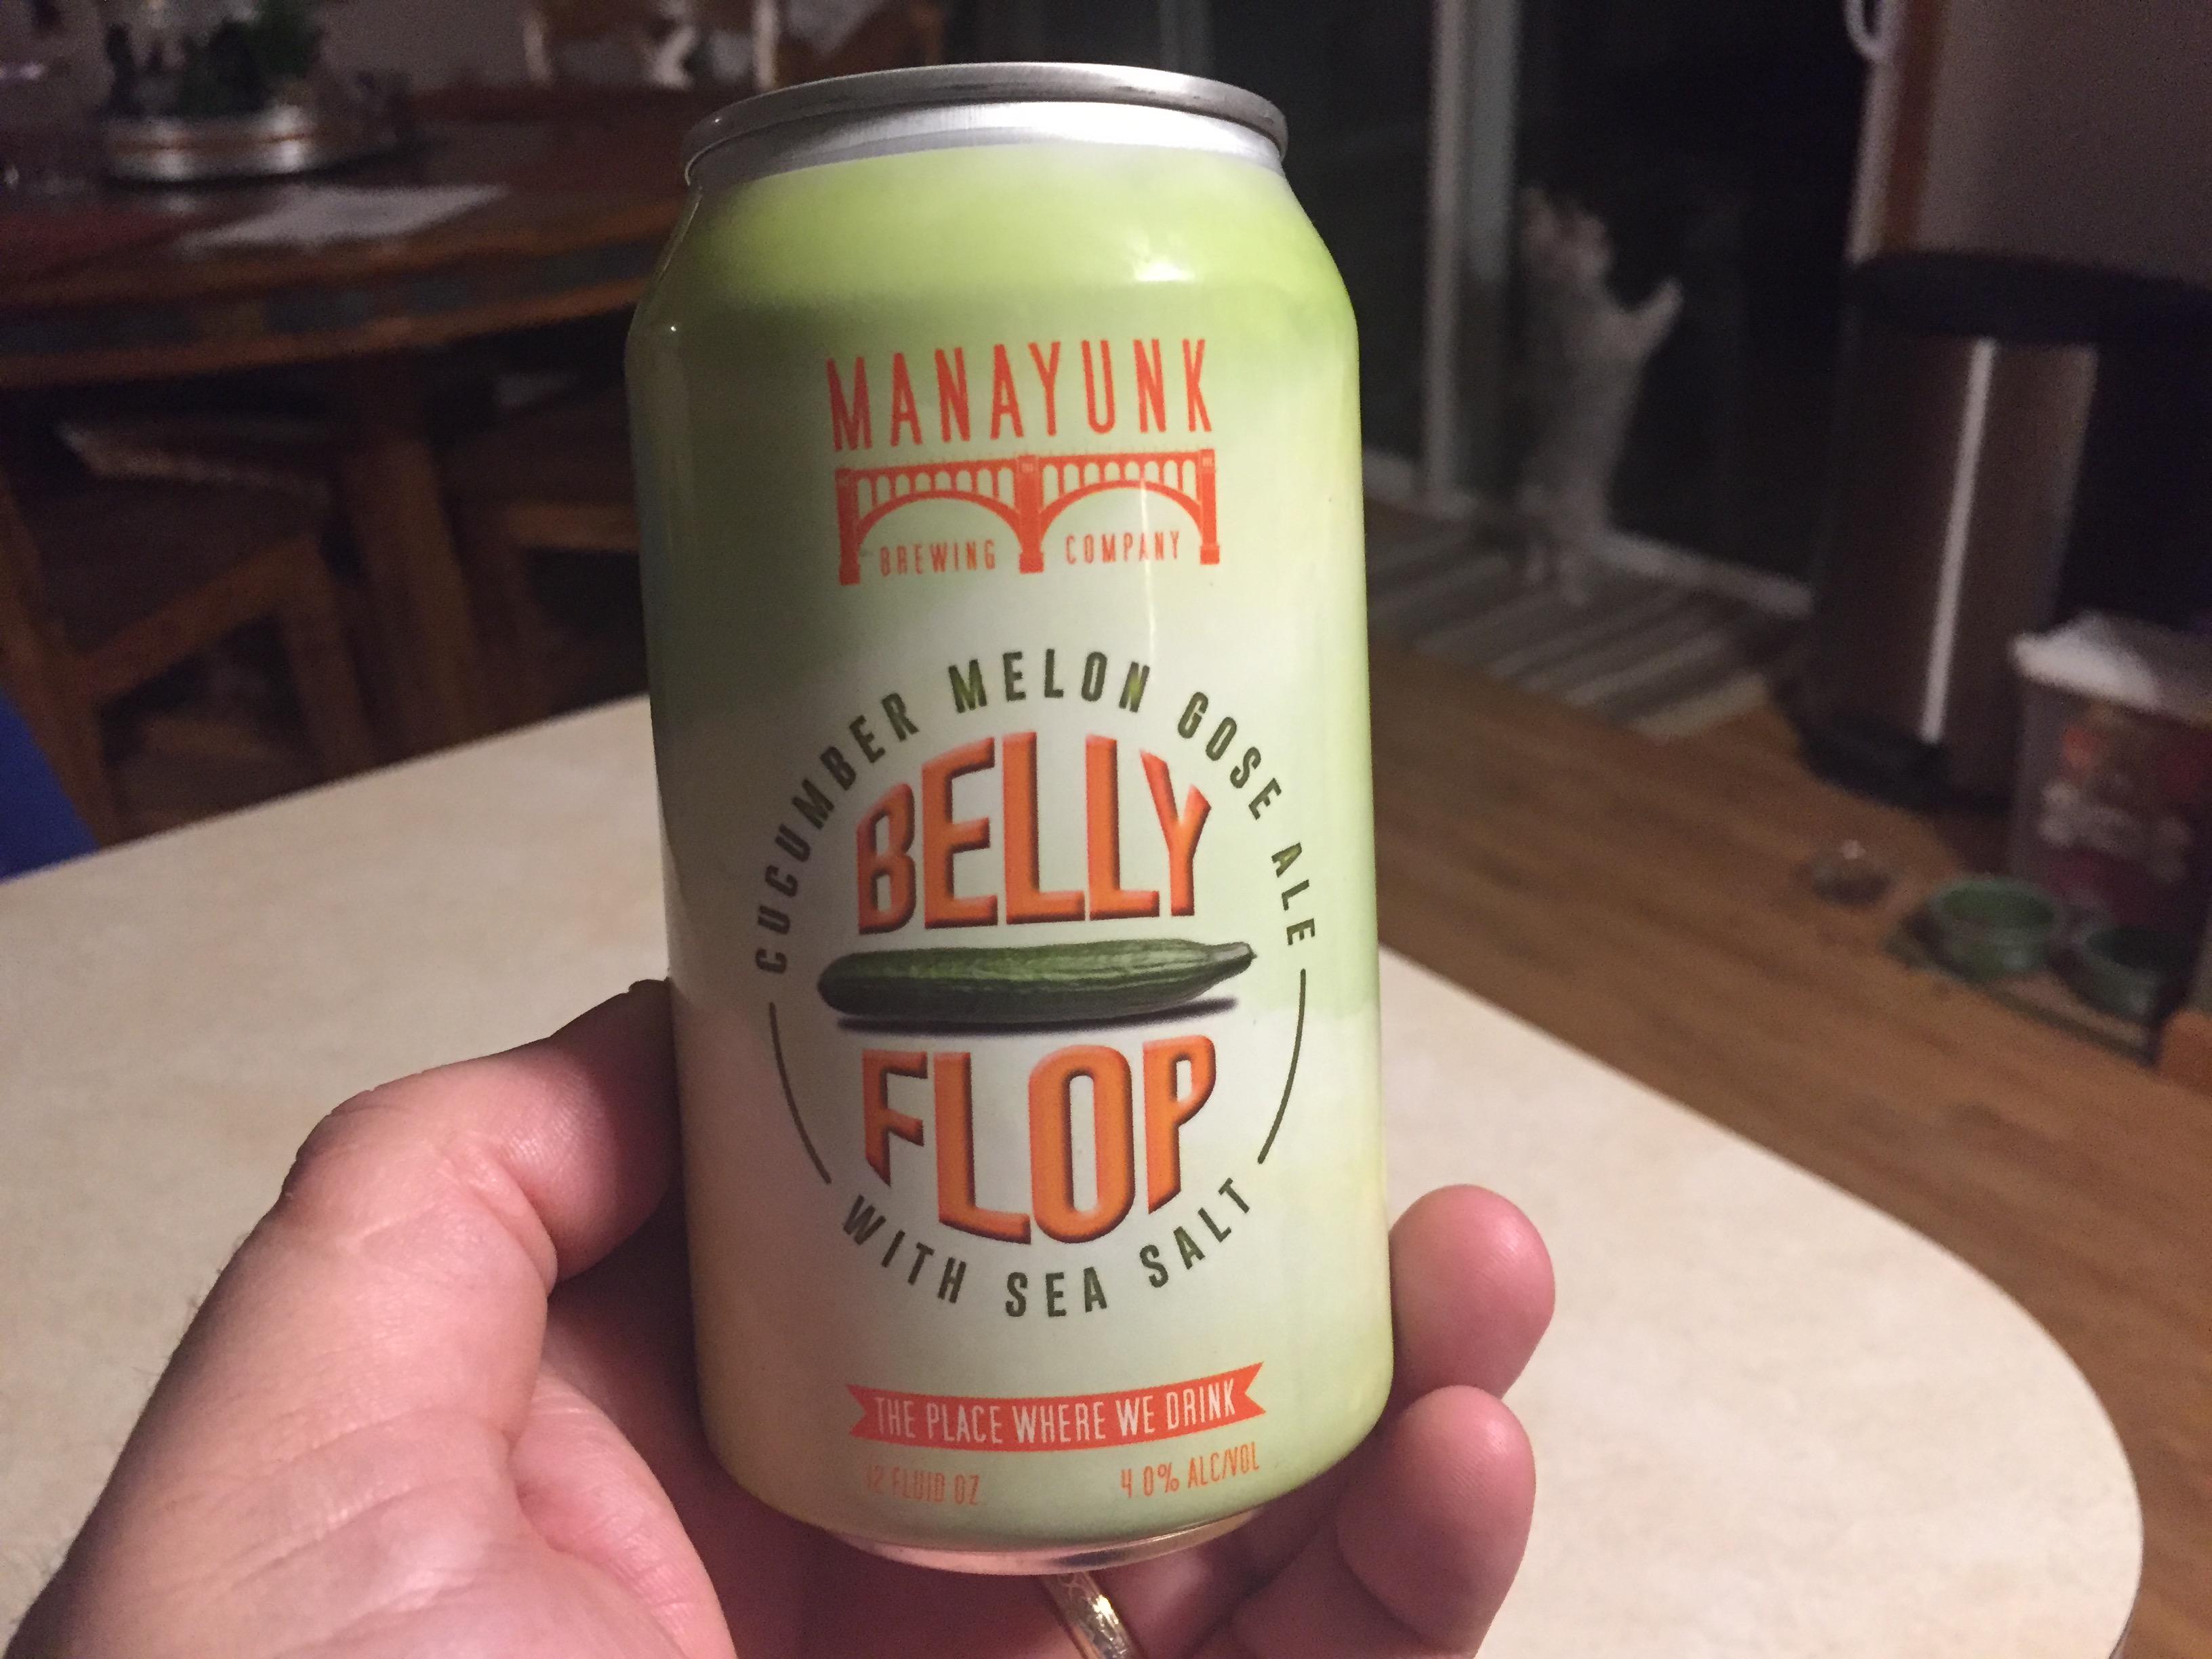 MANAYUNK
BREWING COMPANY
CUCUMBER MELON GOSE ALE
BELLY
FLOP
WITH SEA SALT
THE PLACE WHERE WE DRINK
12 FLUID OZ
4.0% ALC/VOL